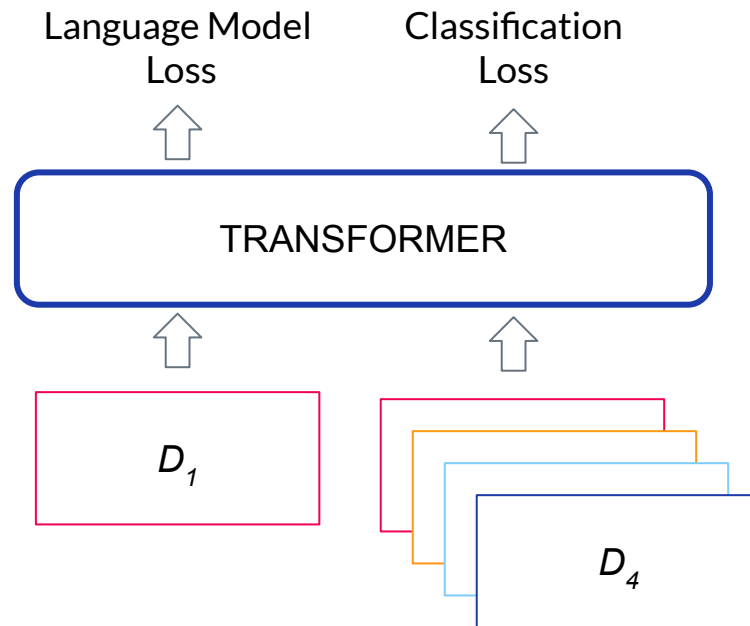 Language Model
Loss
Classification
Loss
TRANSFORMER
D₁
D₄